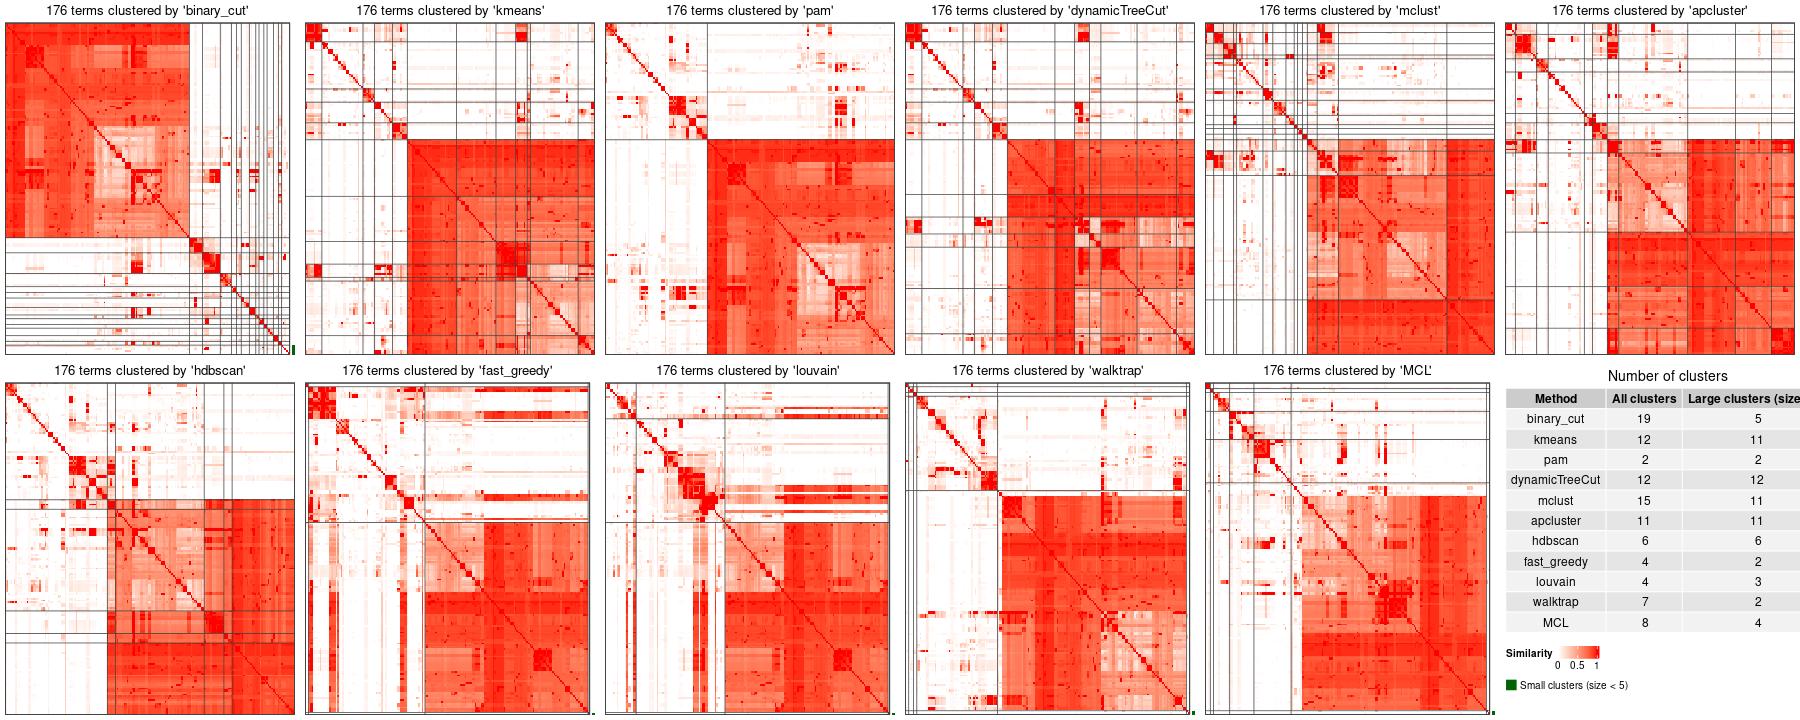 176 terms clustered by 'binary_cut'
176 terms clustered by 'kmeans'
176 terms clustered by 'pam'
176 terms clustered by 'dynamicTreeCut'
176 terms clustered by 'mclust'
176 terms clustered by 'apcluster'
176 terms clustered by 'hdbscan'
176 terms clustered by 'fast_greedy'
176 terms clustered by 'louvain'
176 terms clustered by 'walktrap'
176 terms clustered by 'MCL'
Number of clusters
Method All clusters Large clusters (size
binary_cut 19 5
kmeans 12 11
pam 2 2
dynamicTreeCut 12 12
mclust 15 11
apcluster 11 11
hdbscan 6 6
fast_greedy 4 2
louvain 4 3
walktrap 7 2
MCL 8 4
Similarity
0 0.5 1
Small clusters (size < 5)